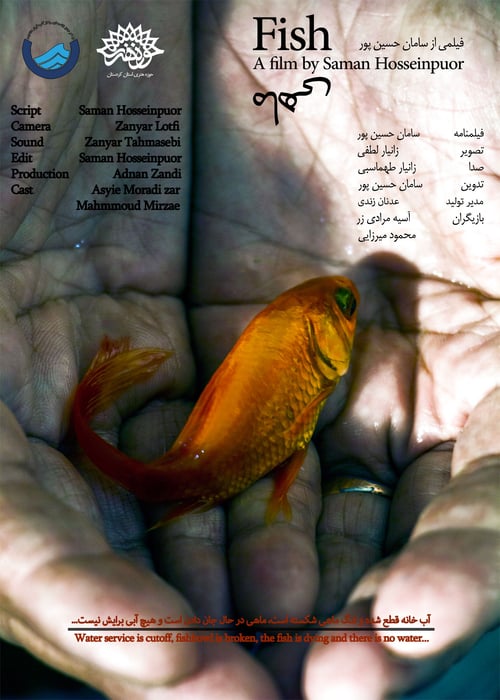 Fish
فیلمی از سامان حسین پور
A film by Saman Hosseinpuor
حوزه هنری استان کردستان
Script Saman Hosseinpuor
Camera Zanyar Lotfi
Sound Zanyar Tahmasebi
Edit Saman Hosseinpuor
Production Adnan Zandi
Cast Asyie Moradi zar
Mahmmoud Mirzae
فیلمنامه سامان حسین پور
تصویر زانیار لطفی
صدا زانیار طهماسبی
تدوین سامان حسین پور
مدیر تولید عدنان زندی
بازیگران آسیه مرادی زر
محمود میرزایی
آب خانه قطع شده، تنگ ماهی شکسته است، ماهی در حال جان دادن است و هیچ آبی برایش نیست...
Water service is cutoff, fishbowl is broken, the fish is dying and there is no water...